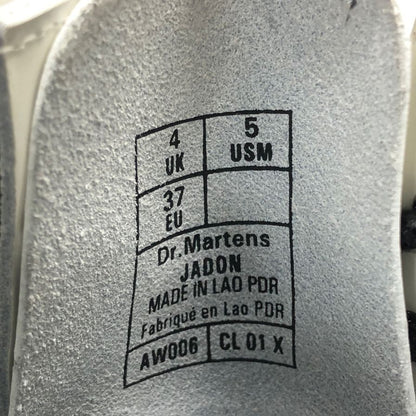 4 5
UK USM
37
EU
Dr. Martens
JADON
MADE IN LAO PDR
Fabriqué en Lao PDR
AW006 CL 01 X